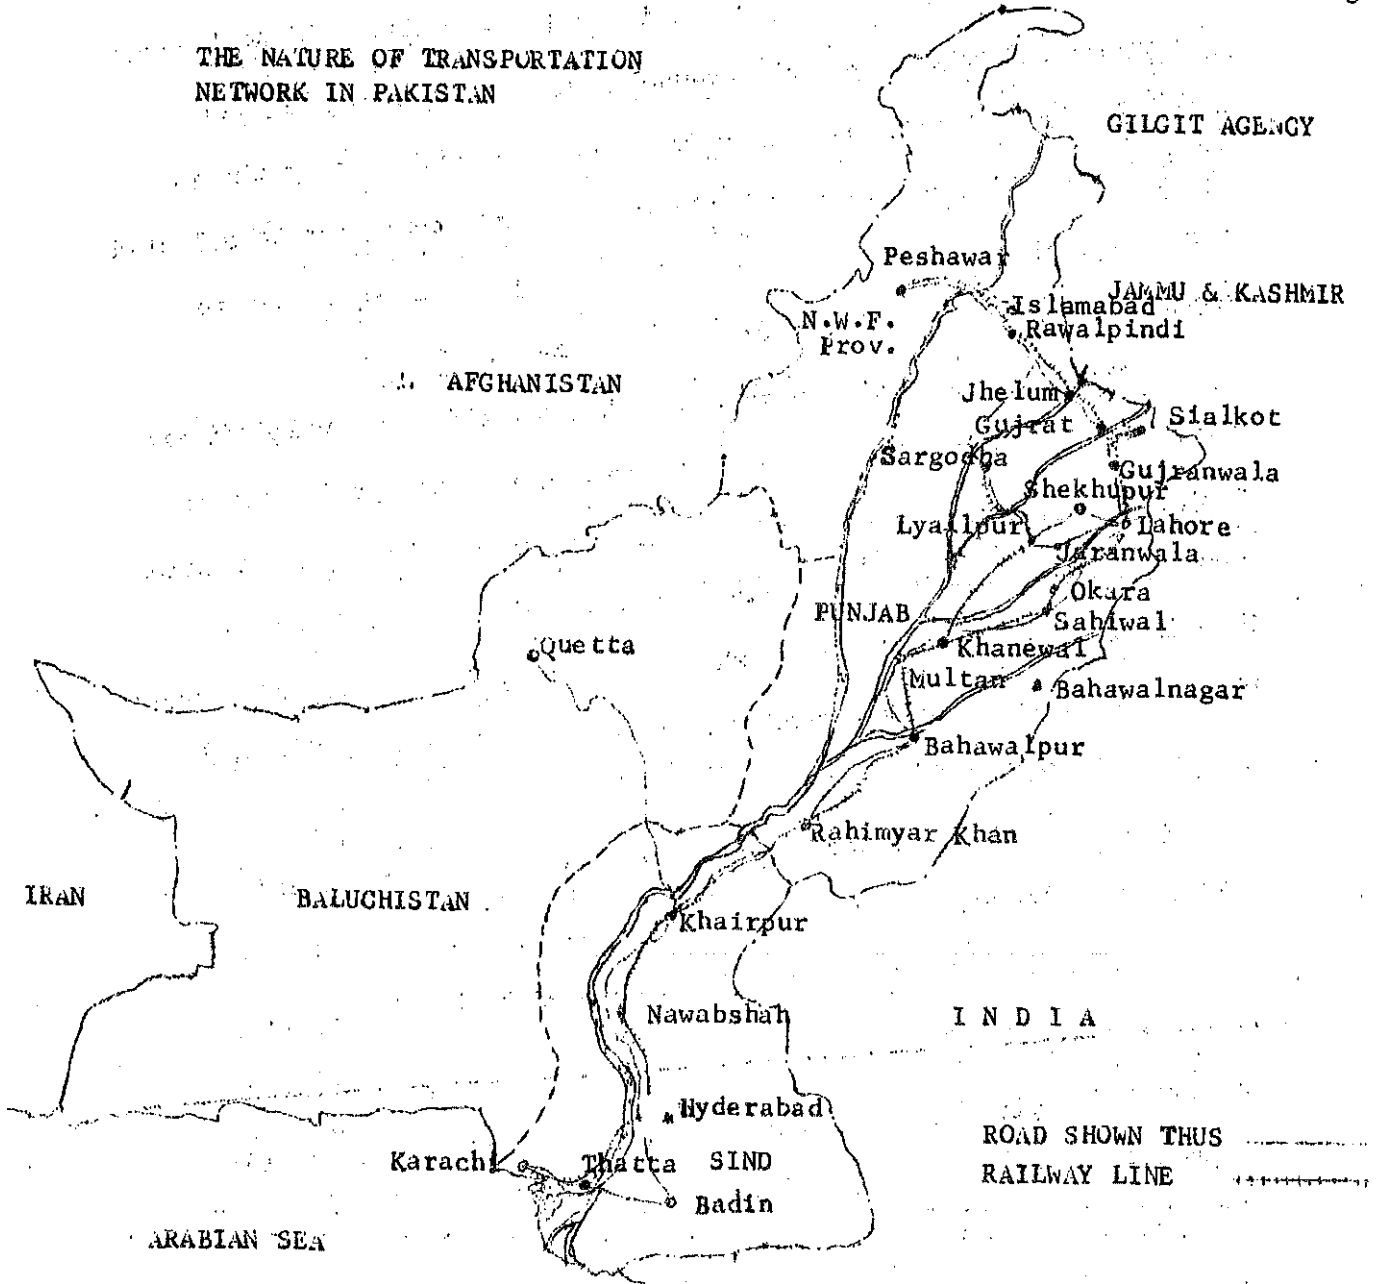 THE NATURE OF TRANSPORTATION
NETWORK IN PAKISTAN
GILGIT AGENCY
Peshawar
JAMMU & KASHMIR
Islamabad
N.W.F.
Prov.
Rawalpindi
AFGHANISTAN
Jhelum
Gujrat
Sialkot
Sargodha
Gujranwala
Shekhupur
Lyallpur
Lahore
Jaranwala
Okara
PUNJAB
Sahiwal
Quetta
Khanewal
Multan
Bahawalnagar
Bahawalpur
Rahimyar Khan
IRAN
BALUCHISTAN
Khairpur
Nawabshah
INDIA
Hyderabad
ROAD SHOWN THUS
Karachi
Thatta
SIND
RAILWAY LINE
Badin
ARABIAN SEA